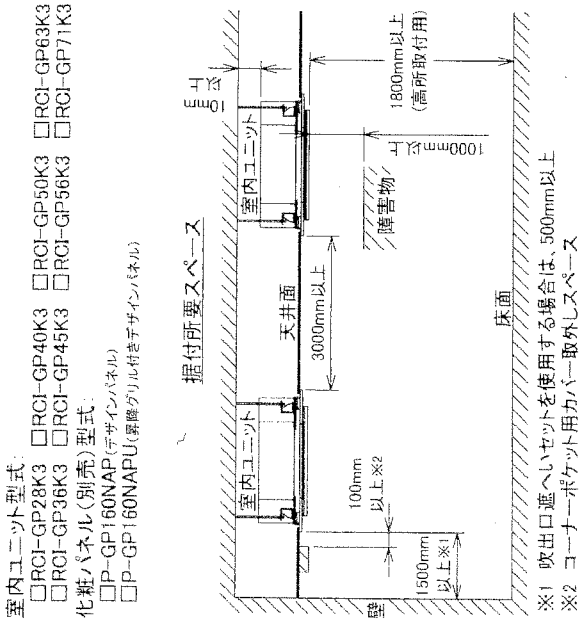 室内ユニット型式:
□RCI-GP28K3 □RCI-GP40K3 □RCI-GP50K3 □RCI-GP63K3
□RCI-GP36K3 □RCI-GP45K3 □RCI-GP56K3 □RCI-GP71K3
化粧パネル(別売)型式:
□P-GP160NAP(デザインパネル)
□P-GP160NAPU(昇降グリル付きデザインパネル)
据付所要スペース
室内ユニット
室内ユニット
10mm
以上
天井面
3000mm以上
100mm
以上※2
1500mm
以上※1
壁
障害物
1000mm以上
1800mm以上
(高所取付用)
床面
※1 吹出口遮へいセットを使用する場合は、500mm以上
※2 コーナーポケット用カバー取外しスペース